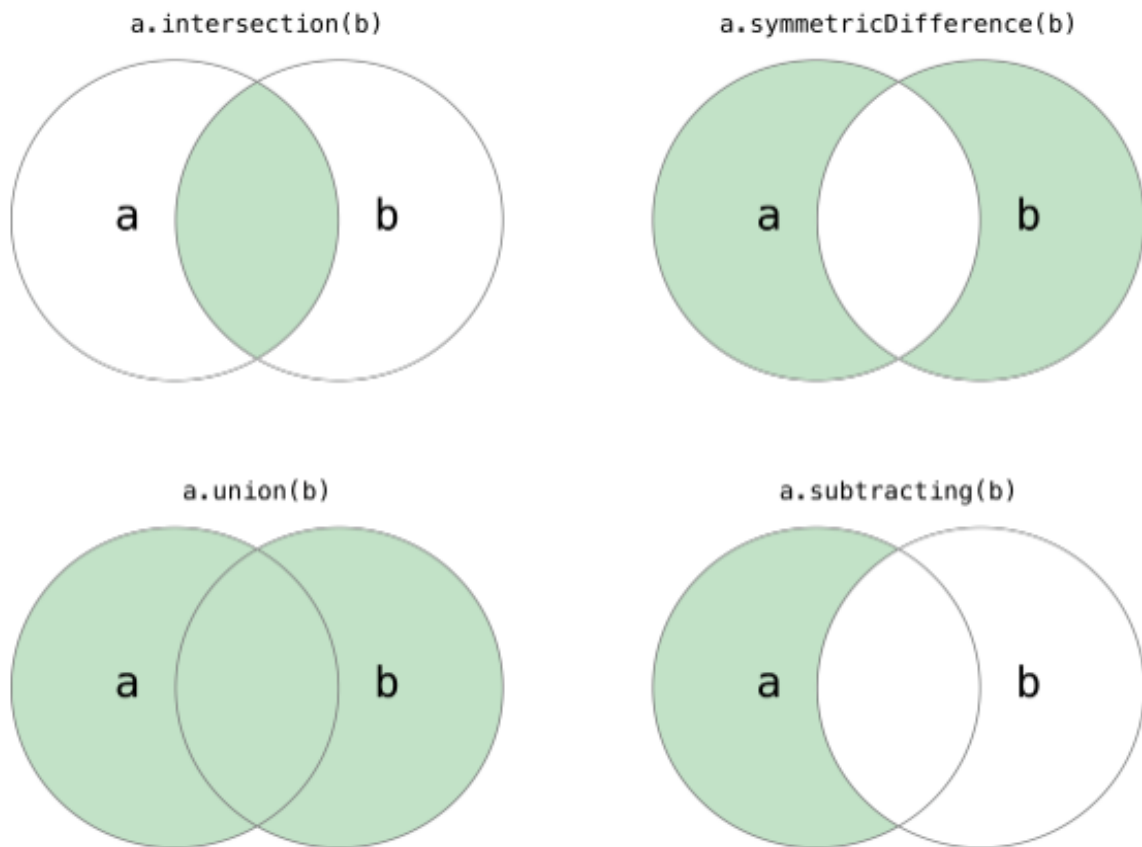 a.intersection(b)
a.symmetricDifference(b)
a b
a b
a.union(b)
a.subtracting(b)
a b
a b